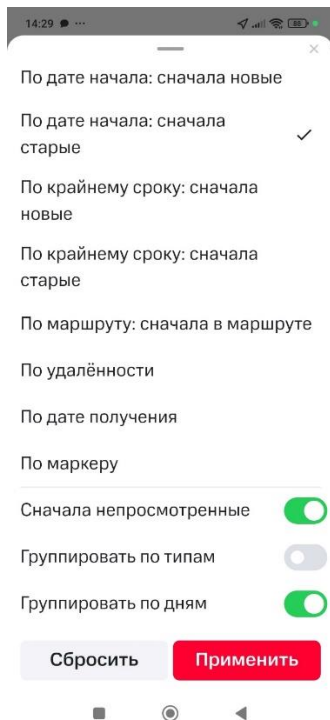 14:29
88
По дате начала: сначала новые
По дате начала: сначала
старые
По крайнему сроку: сначала
новые
По крайнему сроку: сначала
старые
По маршруту: сначала в маршруте
По удалённости
По дате получения
По маркеру
Сначала непросмотренные
Группировать по типам
Группировать по дням
Сбросить Применить